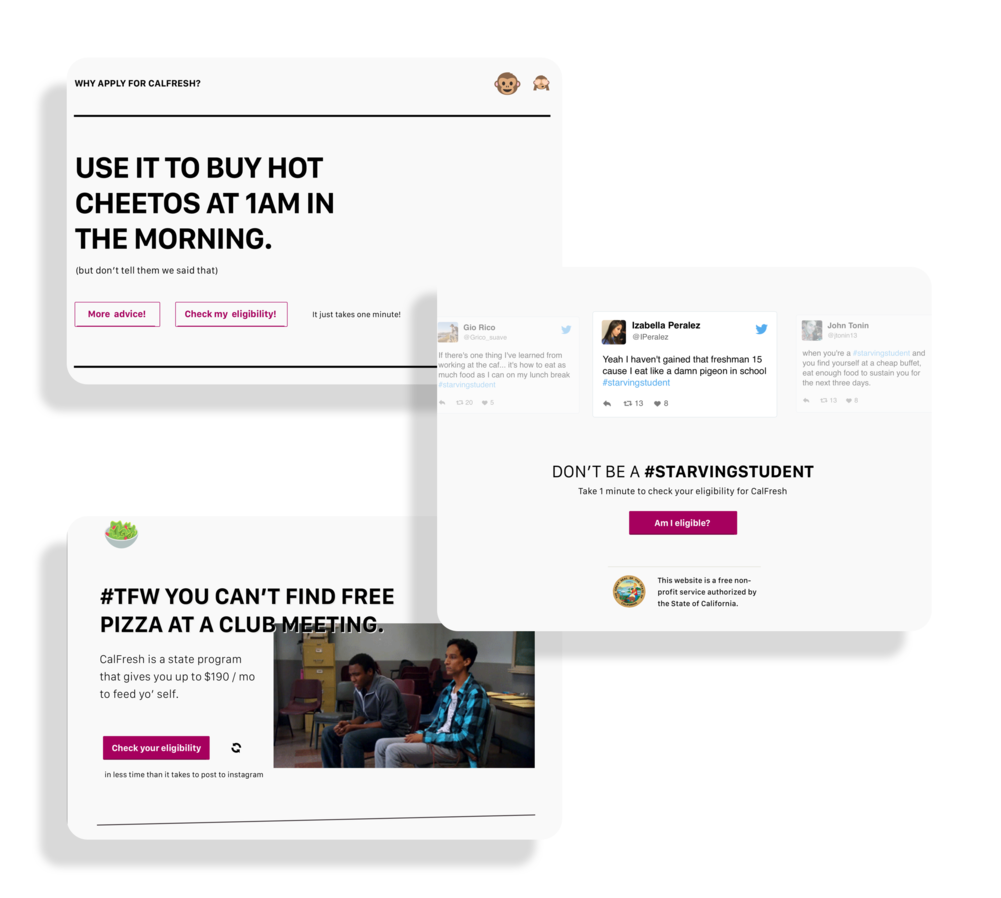 WHY APPLY FOR CALFRESH?
USE IT TO BUY HOT
CHEETOS AT 1AM IN
THE MORNING.
(but don't tell them we said that)
More advice!
Check my eligibility!
It just takes one minute!
Gio Rico
@Grico_suave
If there's one thing I've learned from
working at the caf... it's how to eat as
much food as I can on my lunch break
#starvingstudent
20
5
Izabella Peralez
@IPeralez
Yeah I haven't gained that freshman 15
cause I eat like a damn pigeon in school
#starvingstudent
13
8
John Tonin
@jtonin13
when you're a #starvingstudent and
you find yourself at a cheap buffet,
eat enough food to sustain you for
the next three days.
13
8
DON'T BE A #STARVINGSTUDENT
Take 1 minute to check your eligibility for CalFresh
Am I eligible?
This website is a free non-
profit service authorized by
the State of California.
#TFW YOU CAN'T FIND FREE
PIZZA AT A CLUB MEETING.
CalFresh is a state program
that gives you up to $190 / mo
to feed yo' self.
Check your eligibility
in less time than it takes to post to instagram